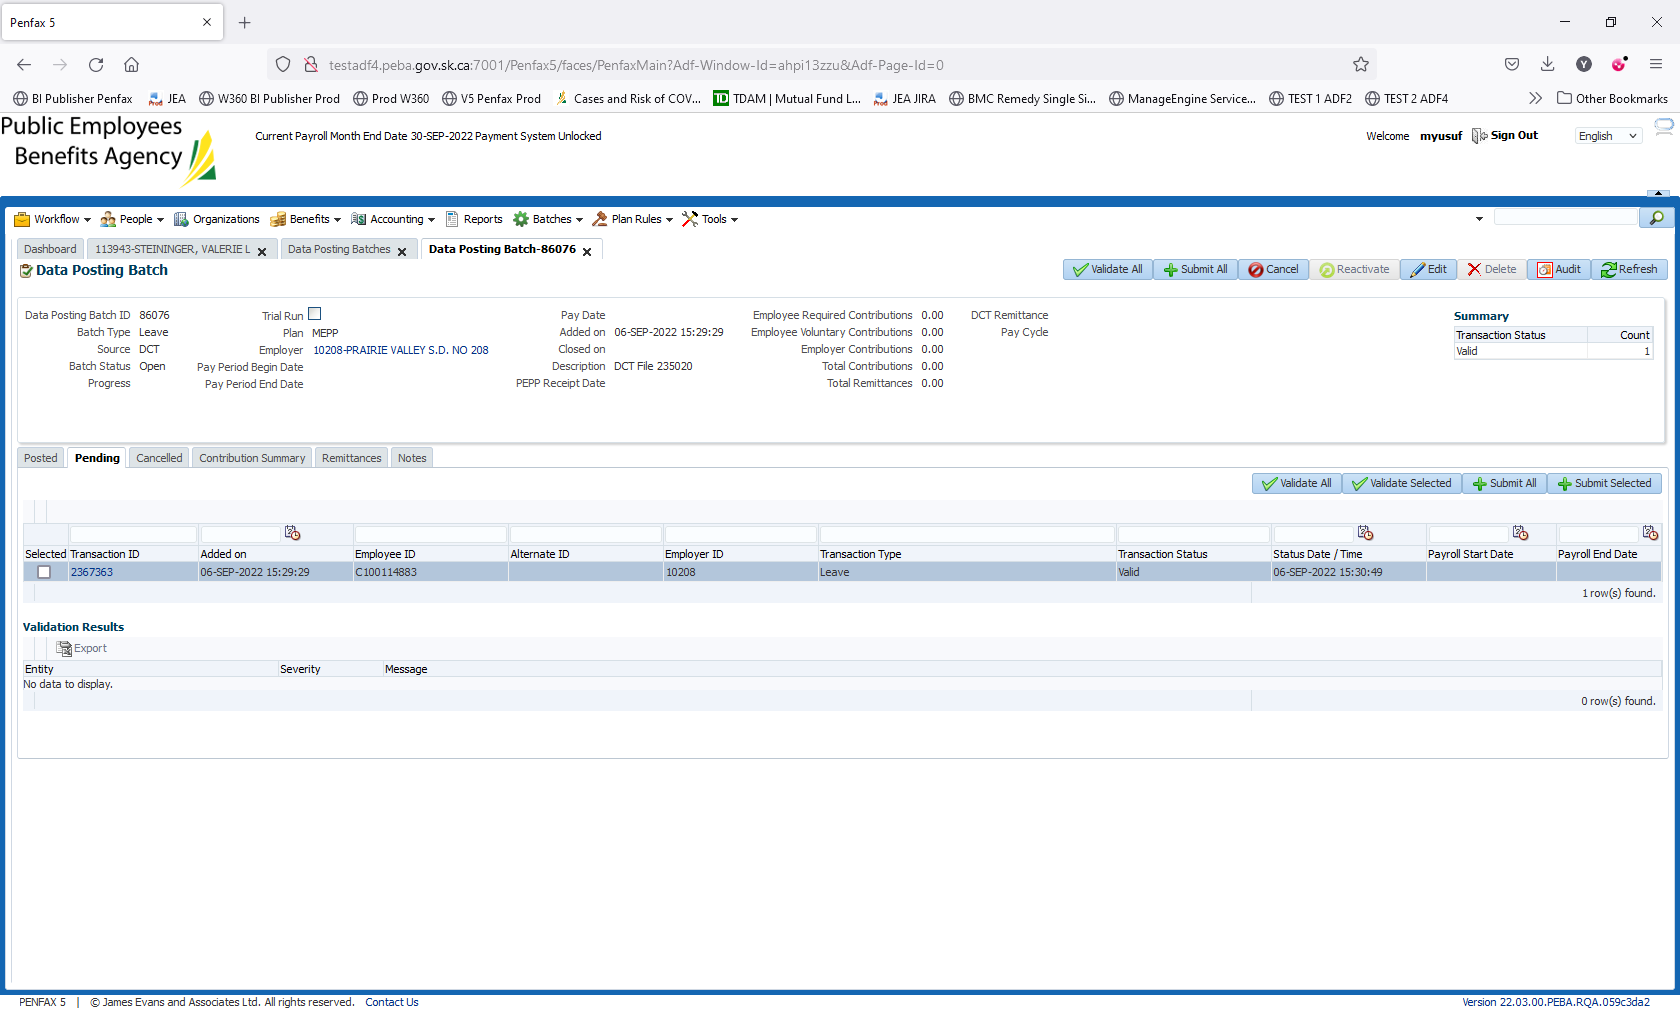 Penfax 5
testadf4.peba.gov.sk.ca:7001/Penfax5/faces/PenfaxMain?Adf-Window-Id=ahpi13zzu&Adf-Page-Id=0
BI Publisher Penfax JEA W360 BI Publisher Prod Prod W360 V5 Penfax Prod Cases and Risk of COV... TD TDAM | Mutual Fund L... JEA JIRA BMC Remedy Single Si... ManageEngine Service... TEST 1 ADF2 TEST 2 ADF4 Other Bookmarks
Public Employees
Benefits Agency
Current Payroll Month End Date 30-SEP-2022 Payment System Unlocked
Welcome myusuf Sign Out English
Workflow People Organizations Benefits Accounting Reports Batches Plan Rules Tools
Dashboard 113943-STEININGER, VALERIE L Data Posting Batches Data Posting Batch-86076
Data Posting Batch
Validate All Submit All Cancel Reactivate Edit Delete Audit Refresh
Data Posting Batch ID 86076 Trial Run Pay Date Employee Required Contributions 0.00 DCT Remittance Summary
Batch Type Leave Plan MEPP Added on 06-SEP-2022 15:29:29 Employee Voluntary Contributions 0.00 Pay Cycle Transaction Status Count
Source DCT Employer 10208-PRAIRIE VALLEY S.D. NO 208 Closed on Employer Contributions 0.00 Valid 1
Batch Status Open Pay Period Begin Date Description DCT File 235020 Total Contributions 0.00
Progress Pay Period End Date PEPP Receipt Date Total Remittances 0.00
Posted Pending Cancelled Contribution Summary Remittances Notes
Validate All Validate Selected Submit All Submit Selected
Selected Transaction ID Added on Employee ID Alternate ID Employer ID Transaction Type Transaction Status Status Date / Time Payroll Start Date Payroll End Date
2367363 06-SEP-2022 15:29:29 C100114883 10208 Leave Valid 06-SEP-2022 15:30:49
1 row(s) found.
Validation Results
Export
Entity Severity Message
No data to display.
0 row(s) found.
PENFAX 5 | © James Evans and Associates Ltd. All rights reserved. Contact Us Version 22.03.00.PEBA.RQA.059c3da2